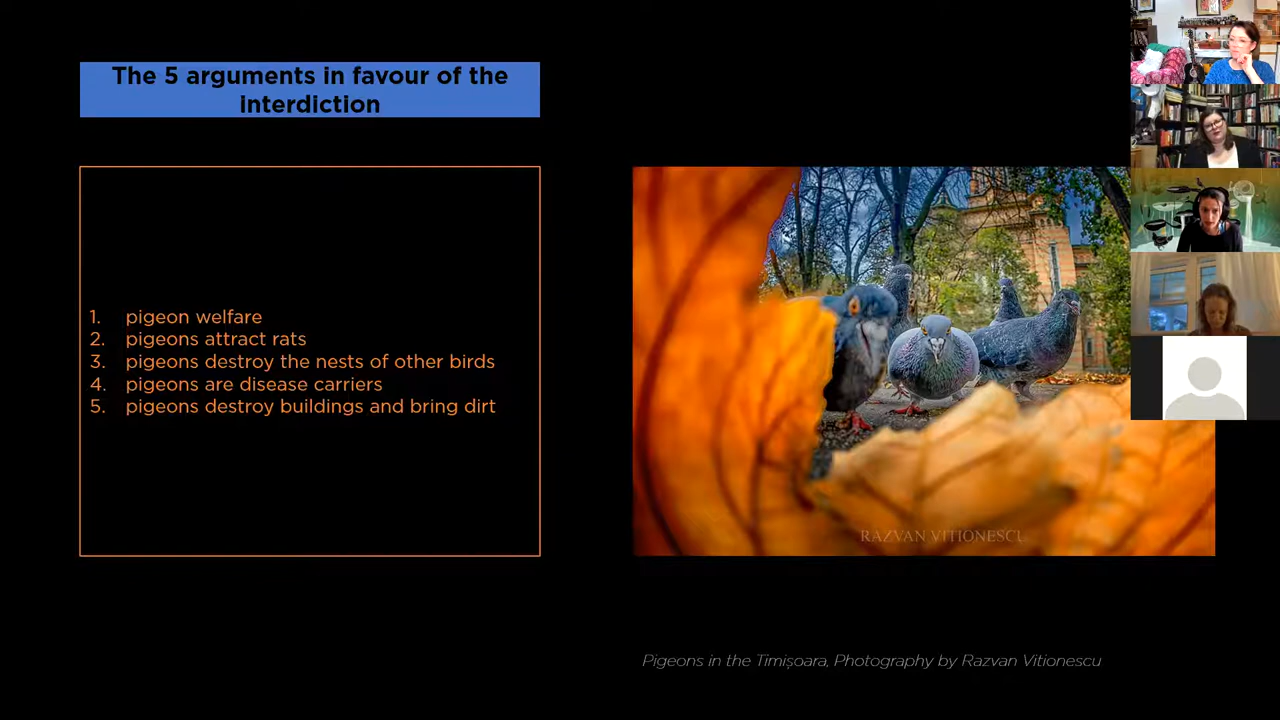 The 5 arguments in favour of the
interdiction
1. pigeon welfare
2. pigeons attract rats
3. pigeons destroy the nests of other birds
4. pigeons are disease carriers
5. pigeons destroy buildings and bring dirt
RAZVAN VITIONESCU
Pigeons in the Timișoara, Photography by Razvan Vitionescu